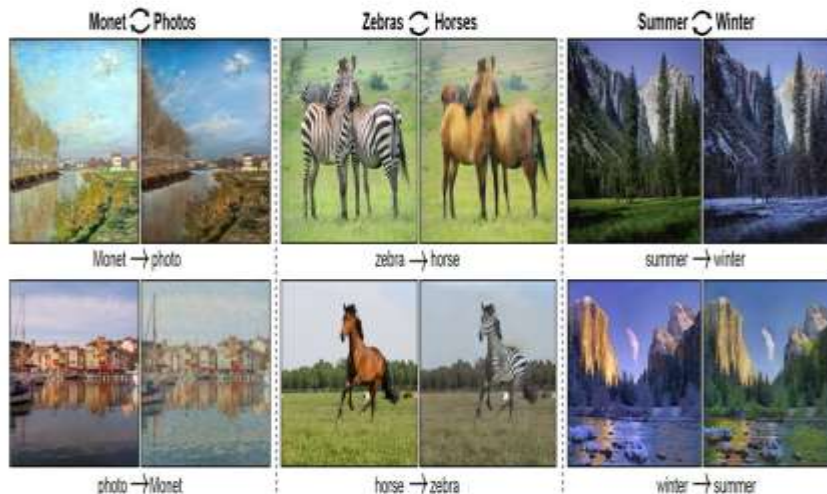 Monet Photos
Zebras Horses
Summer Winter
Monet → photo
zebra → horse
summer → winter
photo → Monet
horse → zebra
winter → summer